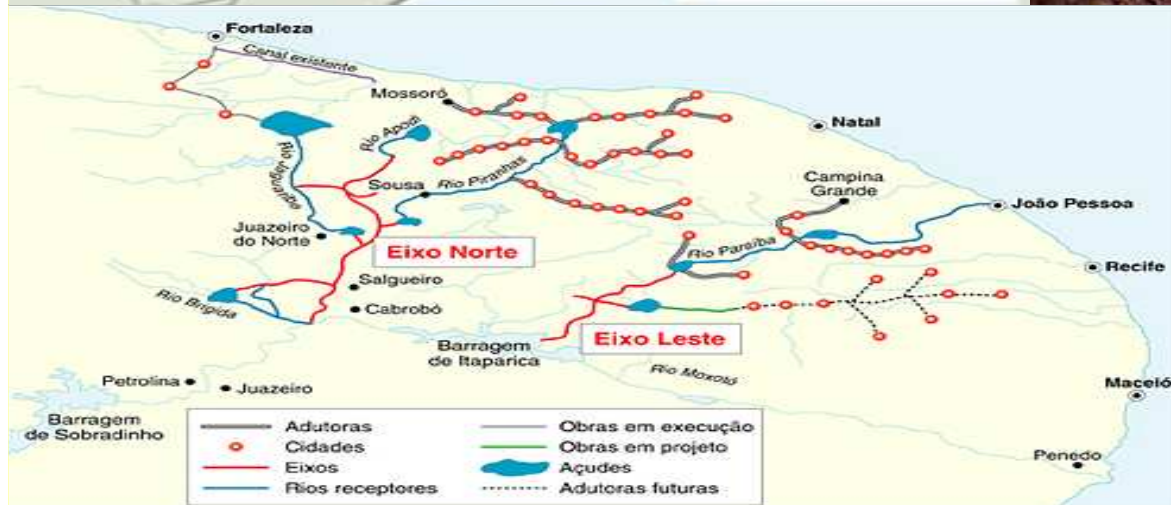 Fortaleza
Canal existente
Mossoró
Rio Apodi
Natal
Rio Jaguaribe
Sousa
Rio Piranhas
Campina
Grande
João Pessoa
Juazeiro
do Norte
Eixo Norte
Rio Paraíba
Recife
Salgueiro
Rio Brígida
Cabrobó
Barragem
de Itaparica
Eixo Leste
Rio Moxotó
Petrolina
Juazeiro
Maceió
Barragem
de Sobradinho
Penedo
Adutoras
Cidades
Eixos
Rios receptores
Obras em execução
Obras em projeto
Açudes
Adutoras futuras